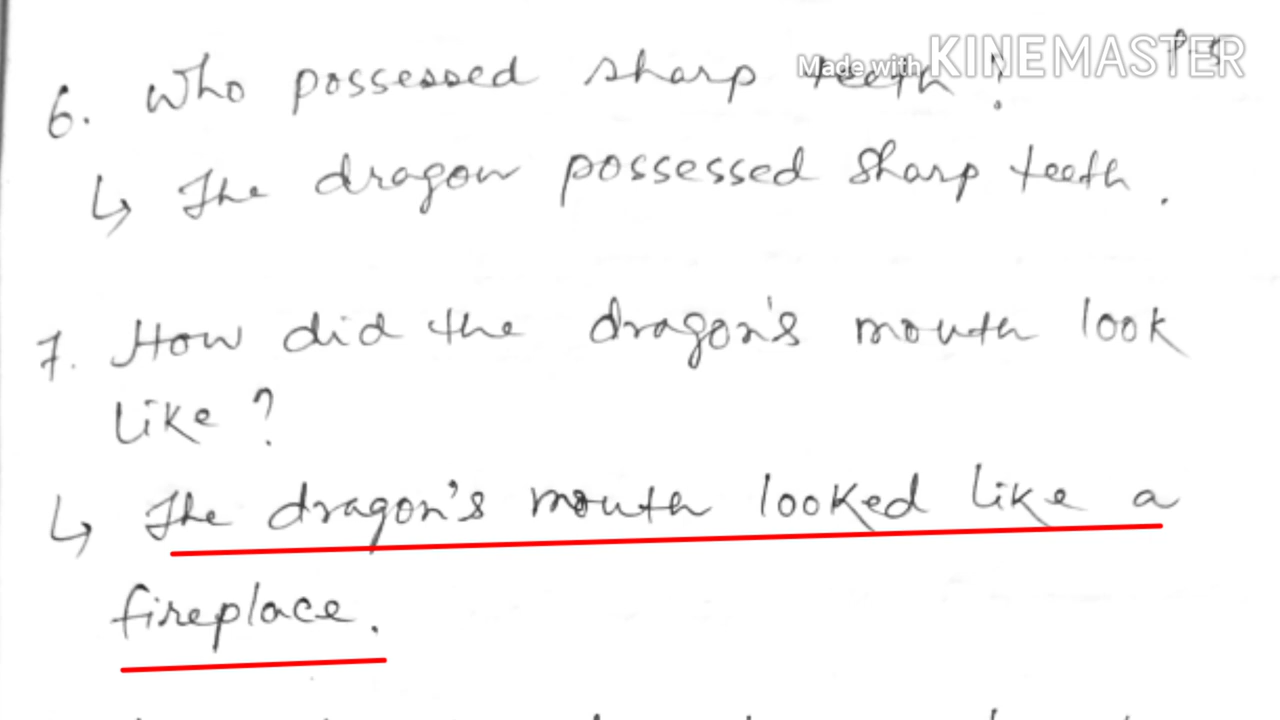 P-5
Made with KINEMASTER
6. Who possessed sharp teeth?
↳ The dragon possessed sharp teeth.
7. How did the dragon's mouth look
like?
↳ The dragon's mouth looked like a
fireplace.